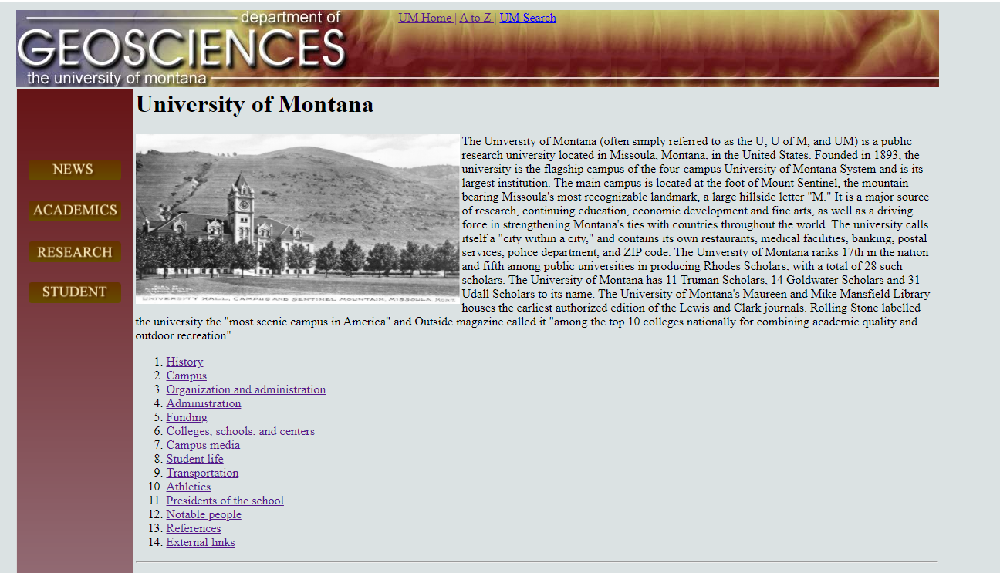 department of
UM Home | A to Z | UM Search
GEOSCIENCES
the university of montana
University of Montana
NEWS
ACADEMICS
RESEARCH
STUDENT
UNIVERSITY HALL, CAMPUS AND SENTINEL MOUNTAIN, MISSOULA, MONT
The University of Montana (often simply referred to as the U; U of M, and UM) is a public
research university located in Missoula, Montana, in the United States. Founded in 1893, the
university is the flagship campus of the four-campus University of Montana System and is its
largest institution. The main campus is located at the foot of Mount Sentinel, the mountain
bearing Missoula's most recognizable landmark, a large hillside letter "M." It is a major source
of research, continuing education, economic development and fine arts, as well as a driving
force in strengthening Montana's ties with countries throughout the world. The university calls
itself a "city within a city," and contains its own restaurants, medical facilities, banking, postal
services, police department, and ZIP code. The University of Montana ranks 17th in the nation
and fifth among public universities in producing Rhodes Scholars, with a total of 28 such
scholars. The University of Montana has 11 Truman Scholars, 14 Goldwater Scholars and 31
Udall Scholars to its name. The University of Montana's Maureen and Mike Mansfield Library
houses the earliest authorized edition of the Lewis and Clark journals. Rolling Stone labelled
the university the "most scenic campus in America" and Outside magazine called it "among the top 10 colleges nationally for combining academic quality and
outdoor recreation".
1. History
2. Campus
3. Organization and administration
4. Administration
5. Funding
6. Colleges, schools, and centers
7. Campus media
8. Student life
9. Transportation
10. Athletics
11. Presidents of the school
12. Notable people
13. References
14. External links